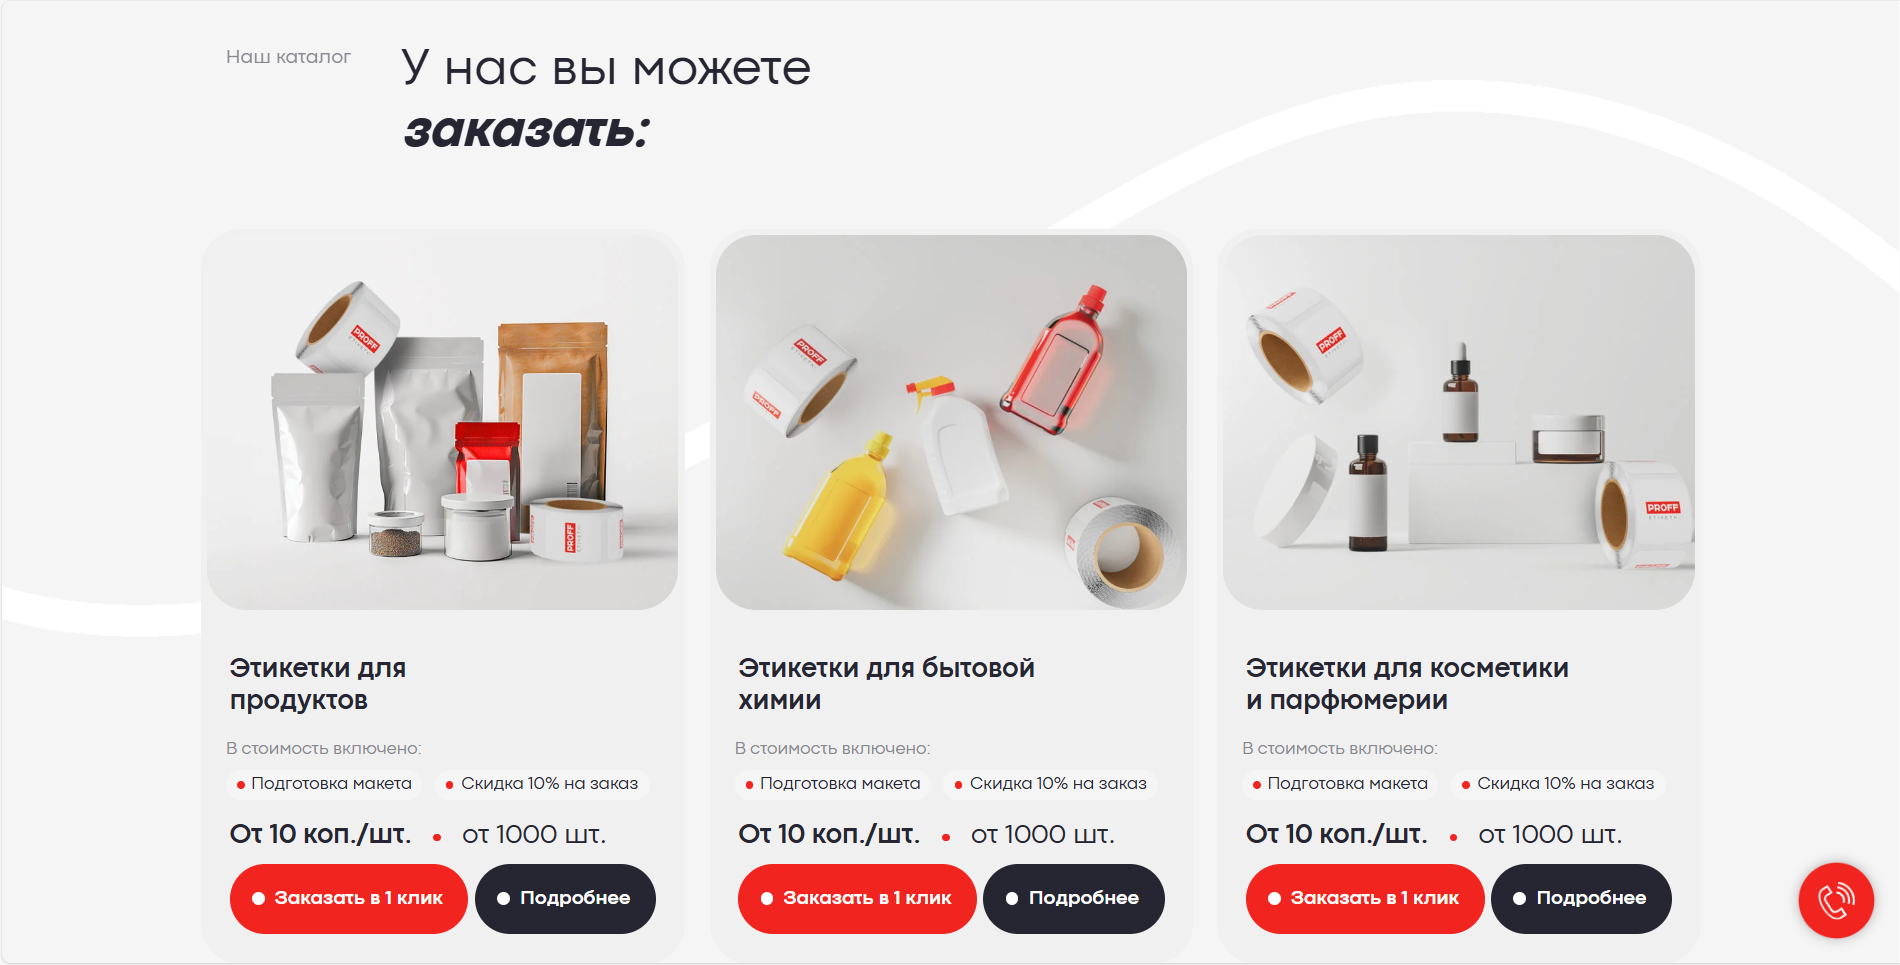 Наш каталог
У нас вы можете
заказать:
PROFF
PROFF
PROFF
PROFF
PROFF
PROFF
Этикетки для
продуктов
В стоимость включено:
Подготовка макета
Скидка 10% на заказ
От 10 коп./шт. • от 1000 шт.
Заказать в 1 клик
Подробнее
Этикетки для бытовой
химии
В стоимость включено:
Подготовка макета
Скидка 10% на заказ
От 10 коп./шт. • от 1000 шт.
Заказать в 1 клик
Подробнее
Этикетки для косметики
и парфюмерии
В стоимость включено:
Подготовка макета
Скидка 10% на заказ
От 10 коп./шт. • от 1000 шт.
Заказать в 1 клик
Подробнее